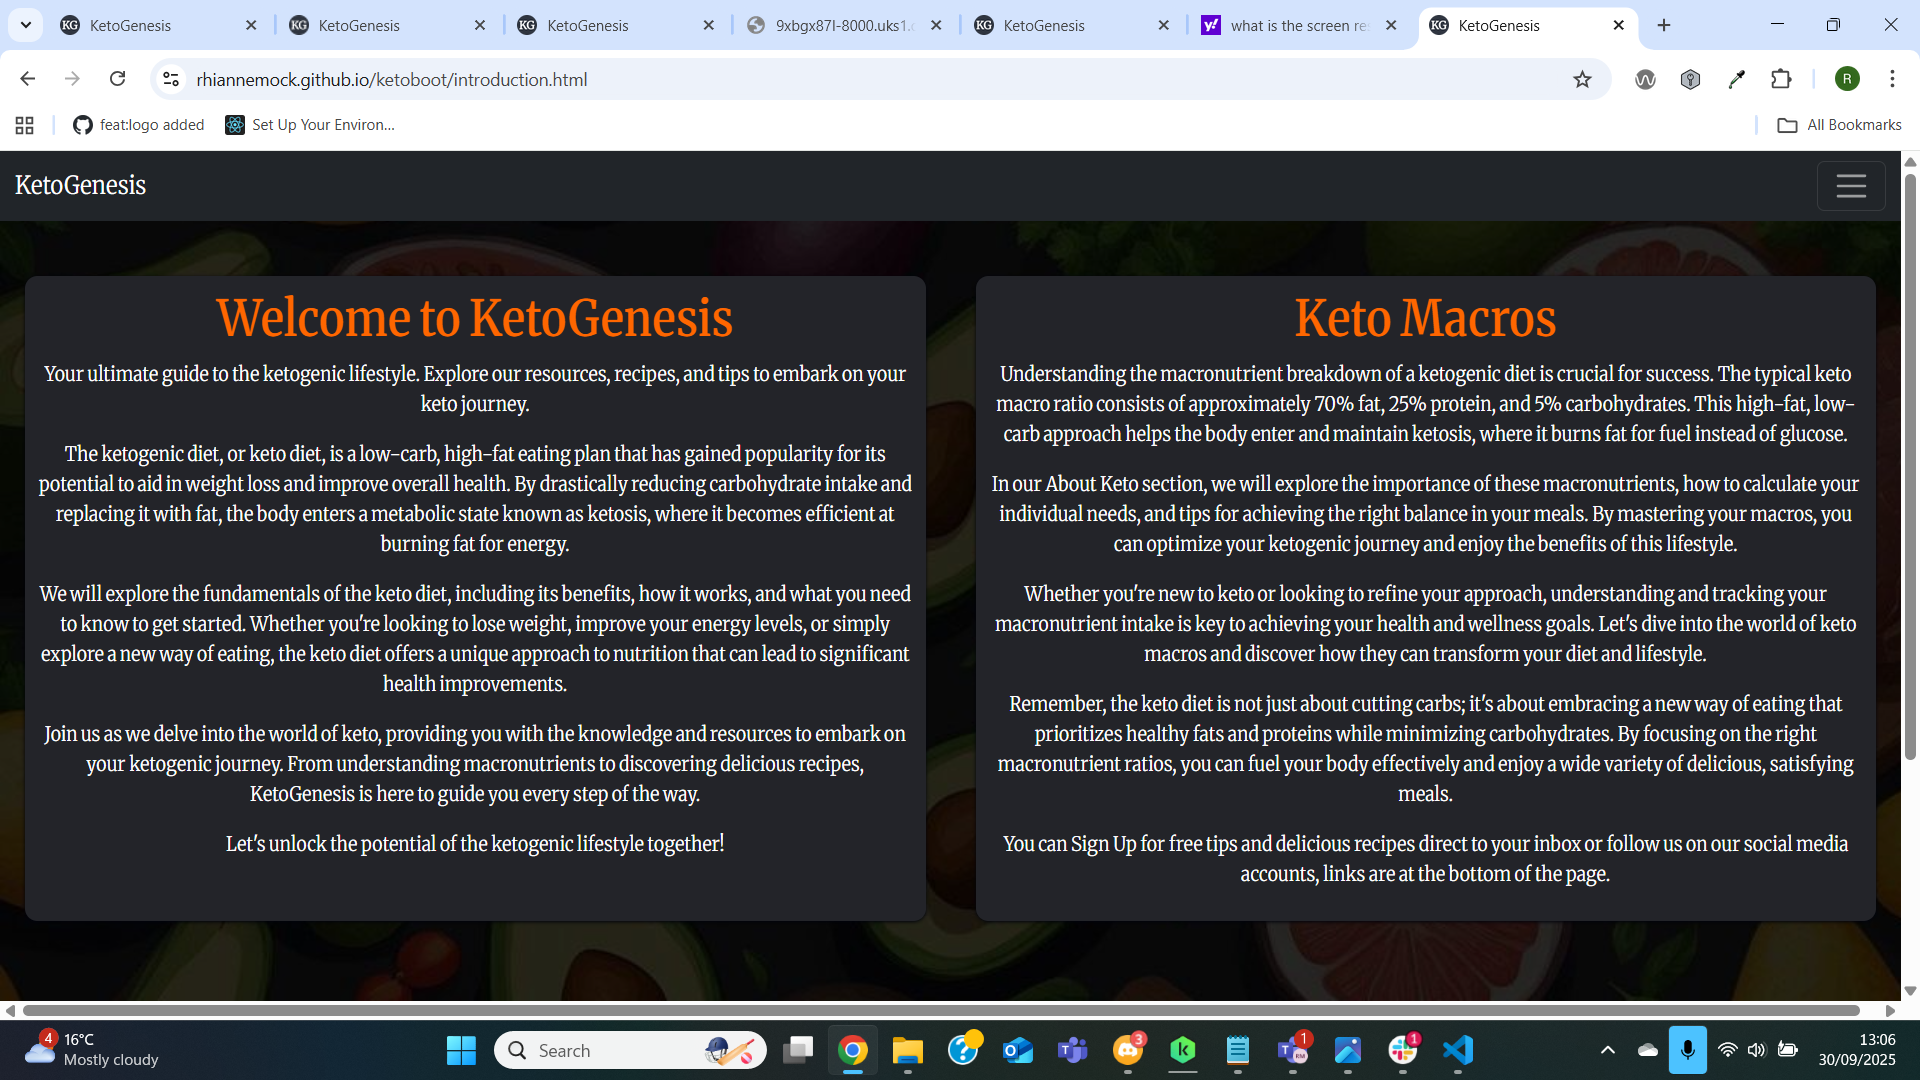 KetoGenesis
KetoGenesis
KetoGenesis
9xbgx87l-8000.uks1.
KetoGenesis
what is the screen re
KetoGenesis
rhiannemock.github.io/ketoboot/introduction.html
R
feat:logo added
Set Up Your Environ...
All Bookmarks
KetoGenesis
Welcome to KetoGenesis
Your ultimate guide to the ketogenic lifestyle. Explore our resources, recipes, and tips to embark on your
keto journey.
The ketogenic diet, or keto diet, is a low-carb, high-fat eating plan that has gained popularity for its
potential to aid in weight loss and improve overall health. By drastically reducing carbohydrate intake and
replacing it with fat, the body enters a metabolic state known as ketosis, where it becomes efficient at
burning fat for energy.
We will explore the fundamentals of the keto diet, including its benefits, how it works, and what you need
to know to get started. Whether you're looking to lose weight, improve your energy levels, or simply
explore a new way of eating, the keto diet offers a unique approach to nutrition that can lead to significant
health improvements.
Join us as we delve into the world of keto, providing you with the knowledge and resources to embark on
your ketogenic journey. From understanding macronutrients to discovering delicious recipes,
KetoGenesis is here to guide you every step of the way.
Let's unlock the potential of the ketogenic lifestyle together!
Keto Macros
Understanding the macronutrient breakdown of a ketogenic diet is crucial for success. The typical keto
macro ratio consists of approximately 70% fat, 25% protein, and 5% carbohydrates. This high-fat, low-
carb approach helps the body enter and maintain ketosis, where it burns fat for fuel instead of glucose.
In our About Keto section, we will explore the importance of these macronutrients, how to calculate your
individual needs, and tips for achieving the right balance in your meals. By mastering your macros, you
can optimize your ketogenic journey and enjoy the benefits of this lifestyle.
Whether you're new to keto or looking to refine your approach, understanding and tracking your
macronutrient intake is key to achieving your health and wellness goals. Let's dive into the world of keto
macros and discover how they can transform your diet and lifestyle.
Remember, the keto diet is not just about cutting carbs; it's about embracing a new way of eating that
prioritizes healthy fats and proteins while minimizing carbohydrates. By focusing on the right
macronutrient ratios, you can fuel your body effectively and enjoy a wide variety of delicious, satisfying
meals.
You can Sign Up for free tips and delicious recipes direct to your inbox or follow us on our social media
accounts, links are at the bottom of the page.
4
16°C
Mostly cloudy
Search
3
1
1
13:06
30/09/2025